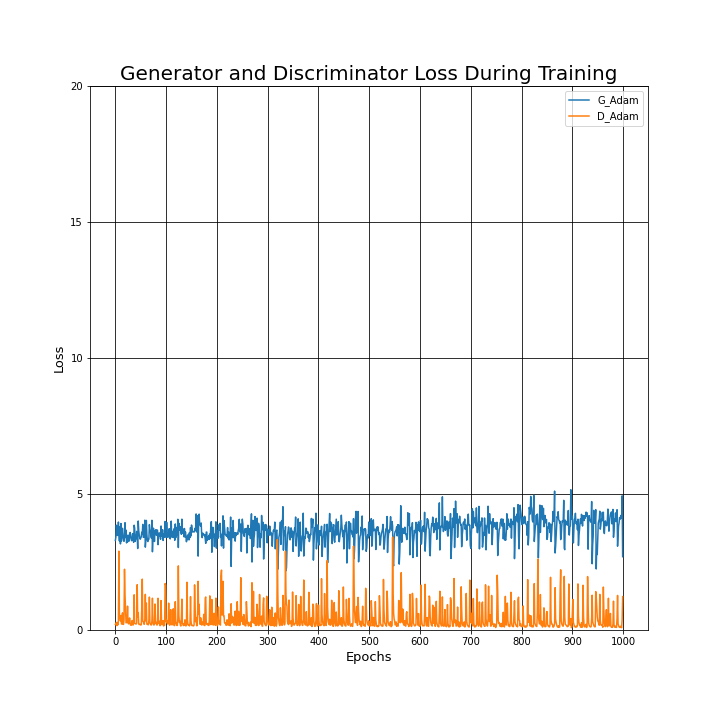 Generator and Discriminator Loss During Training
G_Adam
D_Adam
20
15
10
5
0
Loss
0 100 200 300 400 500 600 700 800 900 1000
Epochs